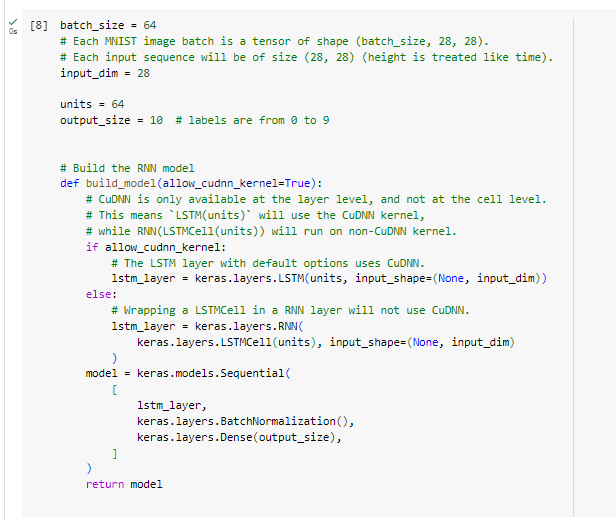 [8] batch_size = 64
# Each MNIST image batch is a tensor of shape (batch_size, 28, 28).
# Each input sequence will be of size (28, 28) (height is treated like time).
input_dim = 28
0s
units = 64
output_size = 10  # labels are from 0 to 9
# Build the RNN model
def build_model(allow_cudnn_kernel=True):
    # CuDNN is only available at the layer level, and not at the cell level.
    # This means `LSTM(units)` will use the CuDNN kernel,
    # while RNN(LSTMCell(units)) will run on non-CuDNN kernel.
    if allow_cudnn_kernel:
        # The LSTM layer with default options uses CuDNN.
        lstm_layer = keras.layers.LSTM(units, input_shape=(None, input_dim))
    else:
        # Wrapping a LSTMCell in a RNN layer will not use CuDNN.
        lstm_layer = keras.layers.RNN(
            keras.layers.LSTMCell(units), input_shape=(None, input_dim)
        )
    model = keras.models.Sequential(
        [
            lstm_layer,
            keras.layers.BatchNormalization(),
            keras.layers.Dense(output_size),
        ]
    )
    return model